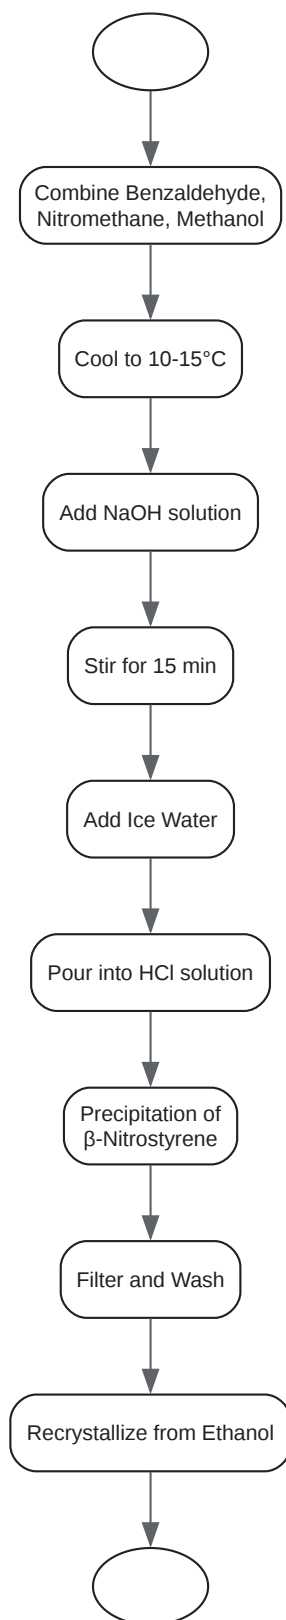 Combine Benzaldehyde,
Nitromethane, Methanol
Cool to 10-15°C
Add NaOH solution
Stir for 15 min
Add Ice Water
Pour into HCl solution
Precipitation of
β-Nitrostyrene
Filter and Wash
Recrystallize from Ethanol